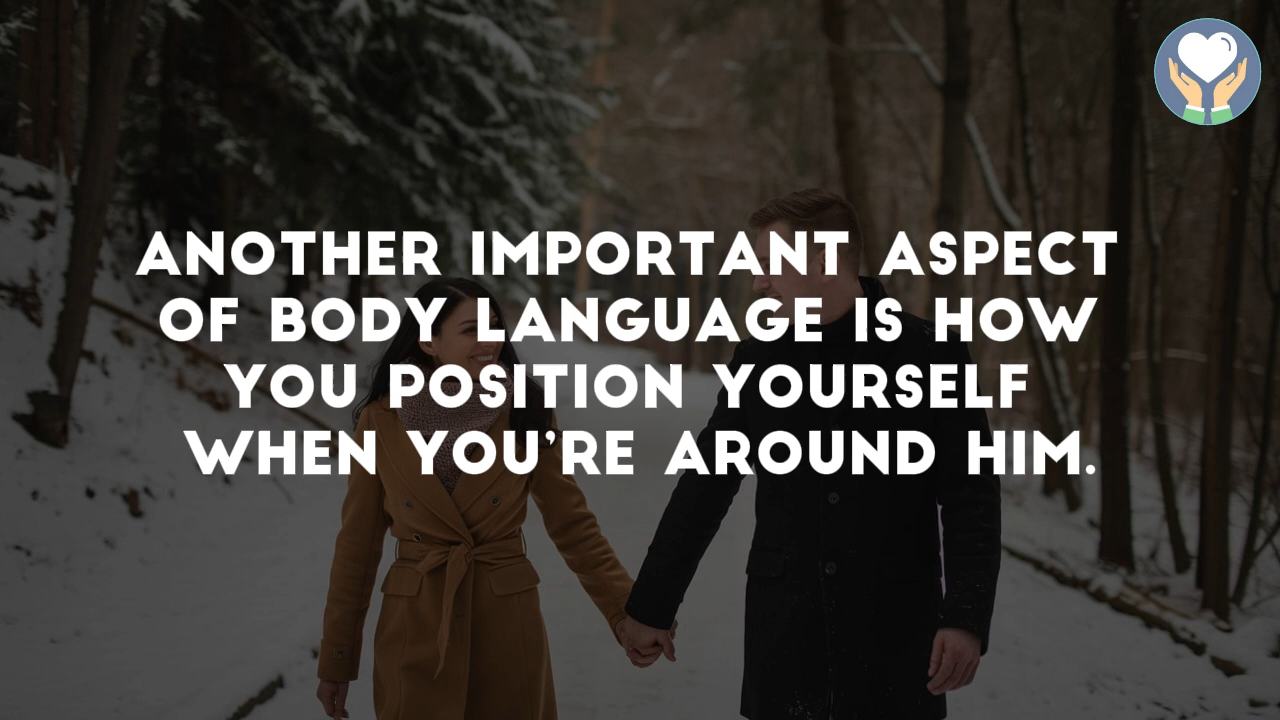 ANOTHER IMPORTANT ASPECT
OF BODY LANGUAGE IS HOW
YOU POSITION YOURSELF
WHEN YOU'RE AROUND HIM.